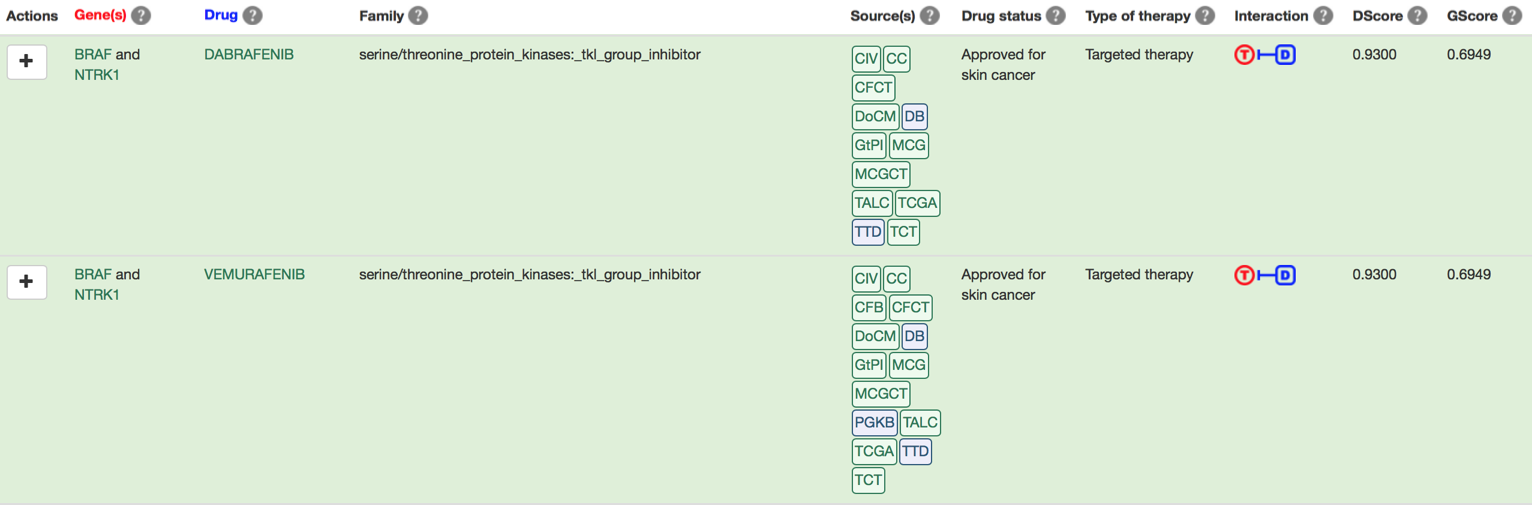 Actions Gene(s) ? Drug ? Family ? Source(s) ? Drug status ? Type of therapy ? Interaction ? DScore ? GScore ?
+ BRAF and DABRAFENIB serine/threonine_protein_kinases:_tkl_group_inhibitor CIV CC Approved for Targeted therapy T D 0.9300 0.6949
NTRK1 skin cancer
CFCT
DoCM DB
GtPl MCG
MCGCT
TALC TCGA
TTD TCT
+ BRAF and VEMURAFENIB serine/threonine_protein_kinases:_tkl_group_inhibitor CIV CC Approved for Targeted therapy T D 0.9300 0.6949
NTRK1 skin cancer
CFB CFCT
DoCM DB
GtPl MCG
MCGCT
PGKB TALC
TCGA TTD
TCT